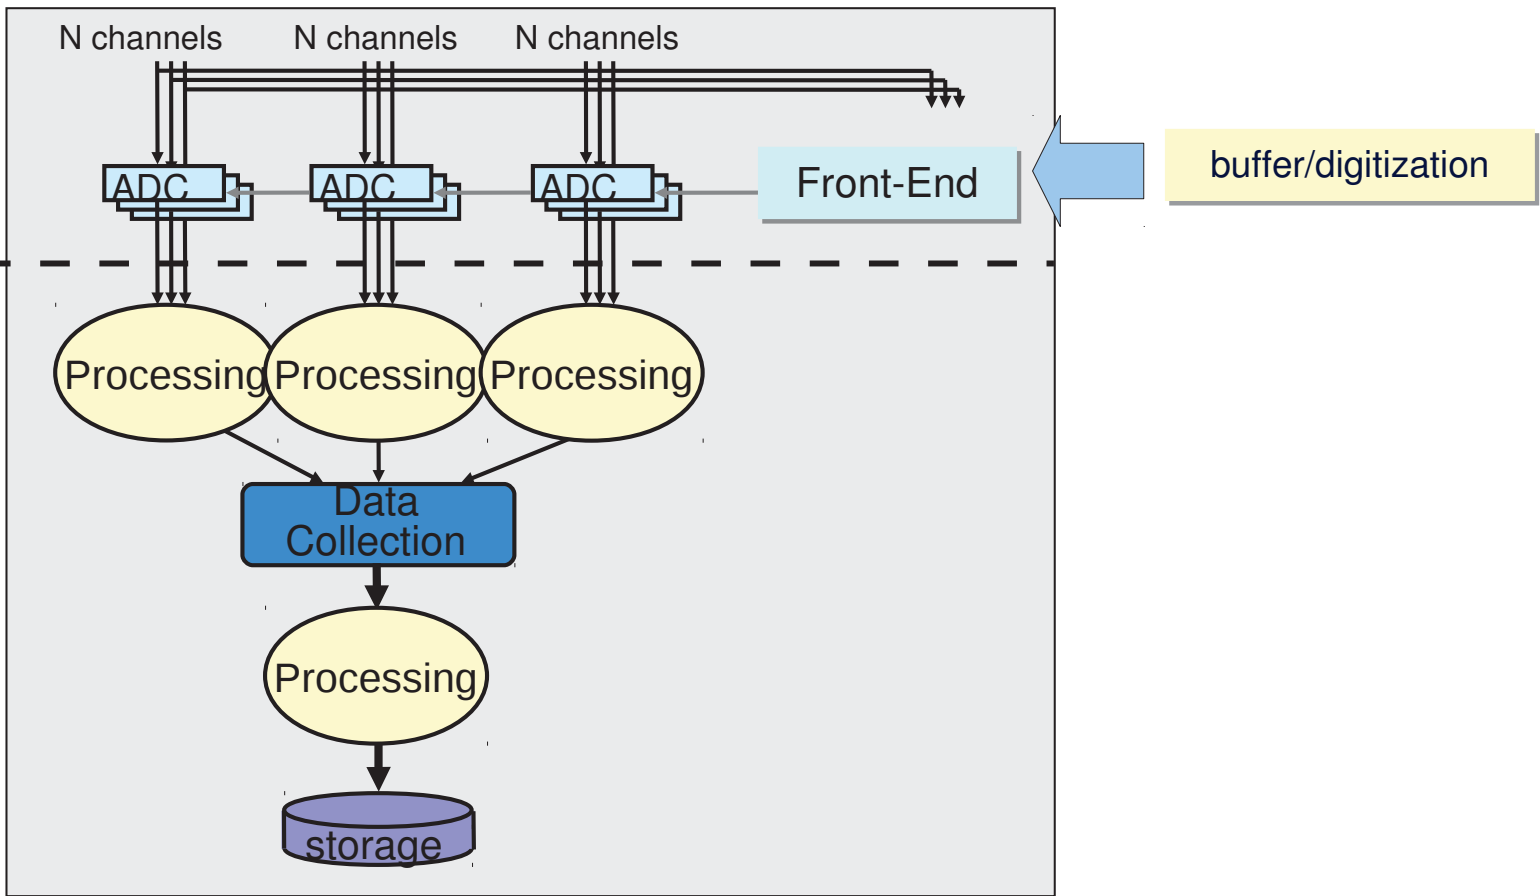 N channels N channels N channels
ADC ADC ADC Front-End buffer/digitization
Processing Processing Processing
Data
Collection
Processing
storage